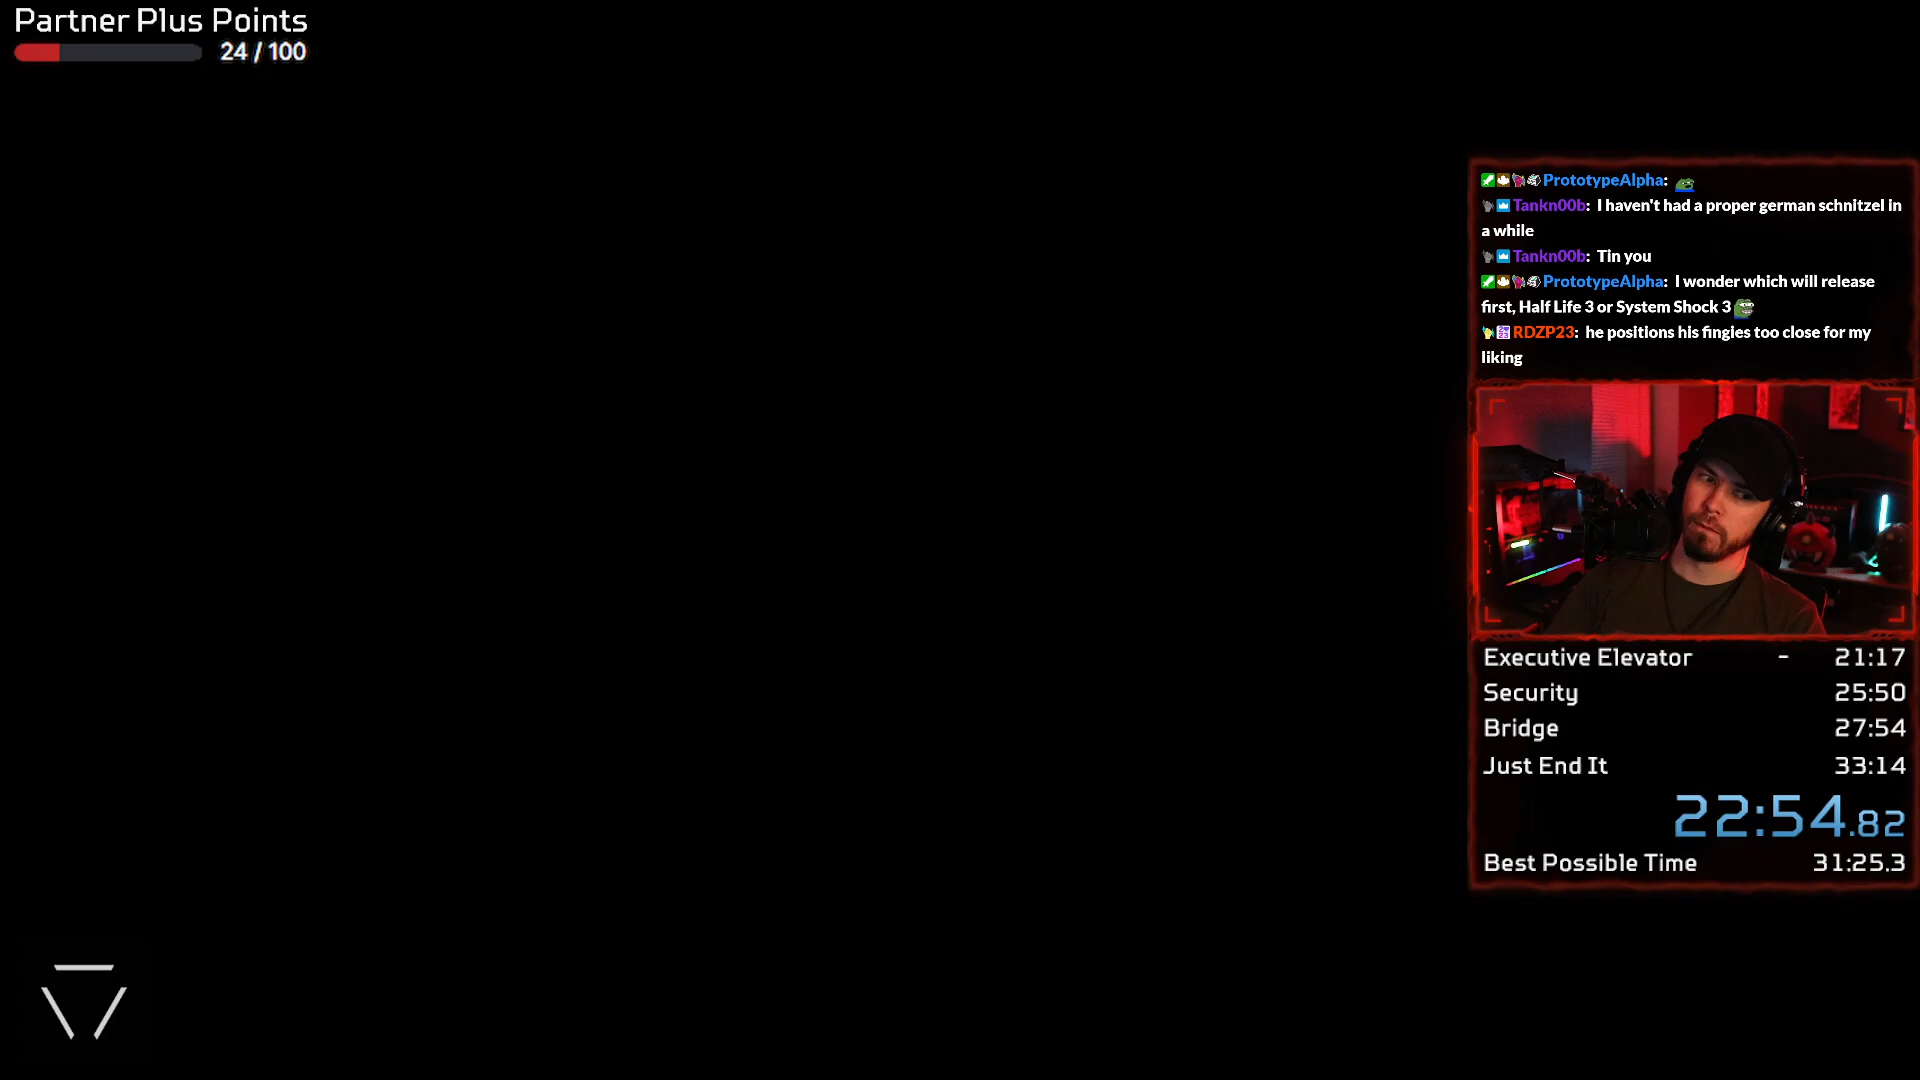 Partner Plus Points
24 / 100
PrototypeAlpha:
Tankn00b: I haven't had a proper german schnitzel in
a while
Tankn00b: Tin you
PrototypeAlpha: I wonder which will release
first, Half Life 3 or System Shock 3
RDZP23: he positions his fingies too close for my
liking
Executive Elevator - 21:17
Security 25:50
Bridge 27:54
Just End It 33:14
22:54.82
Best Possible Time 31:25.3